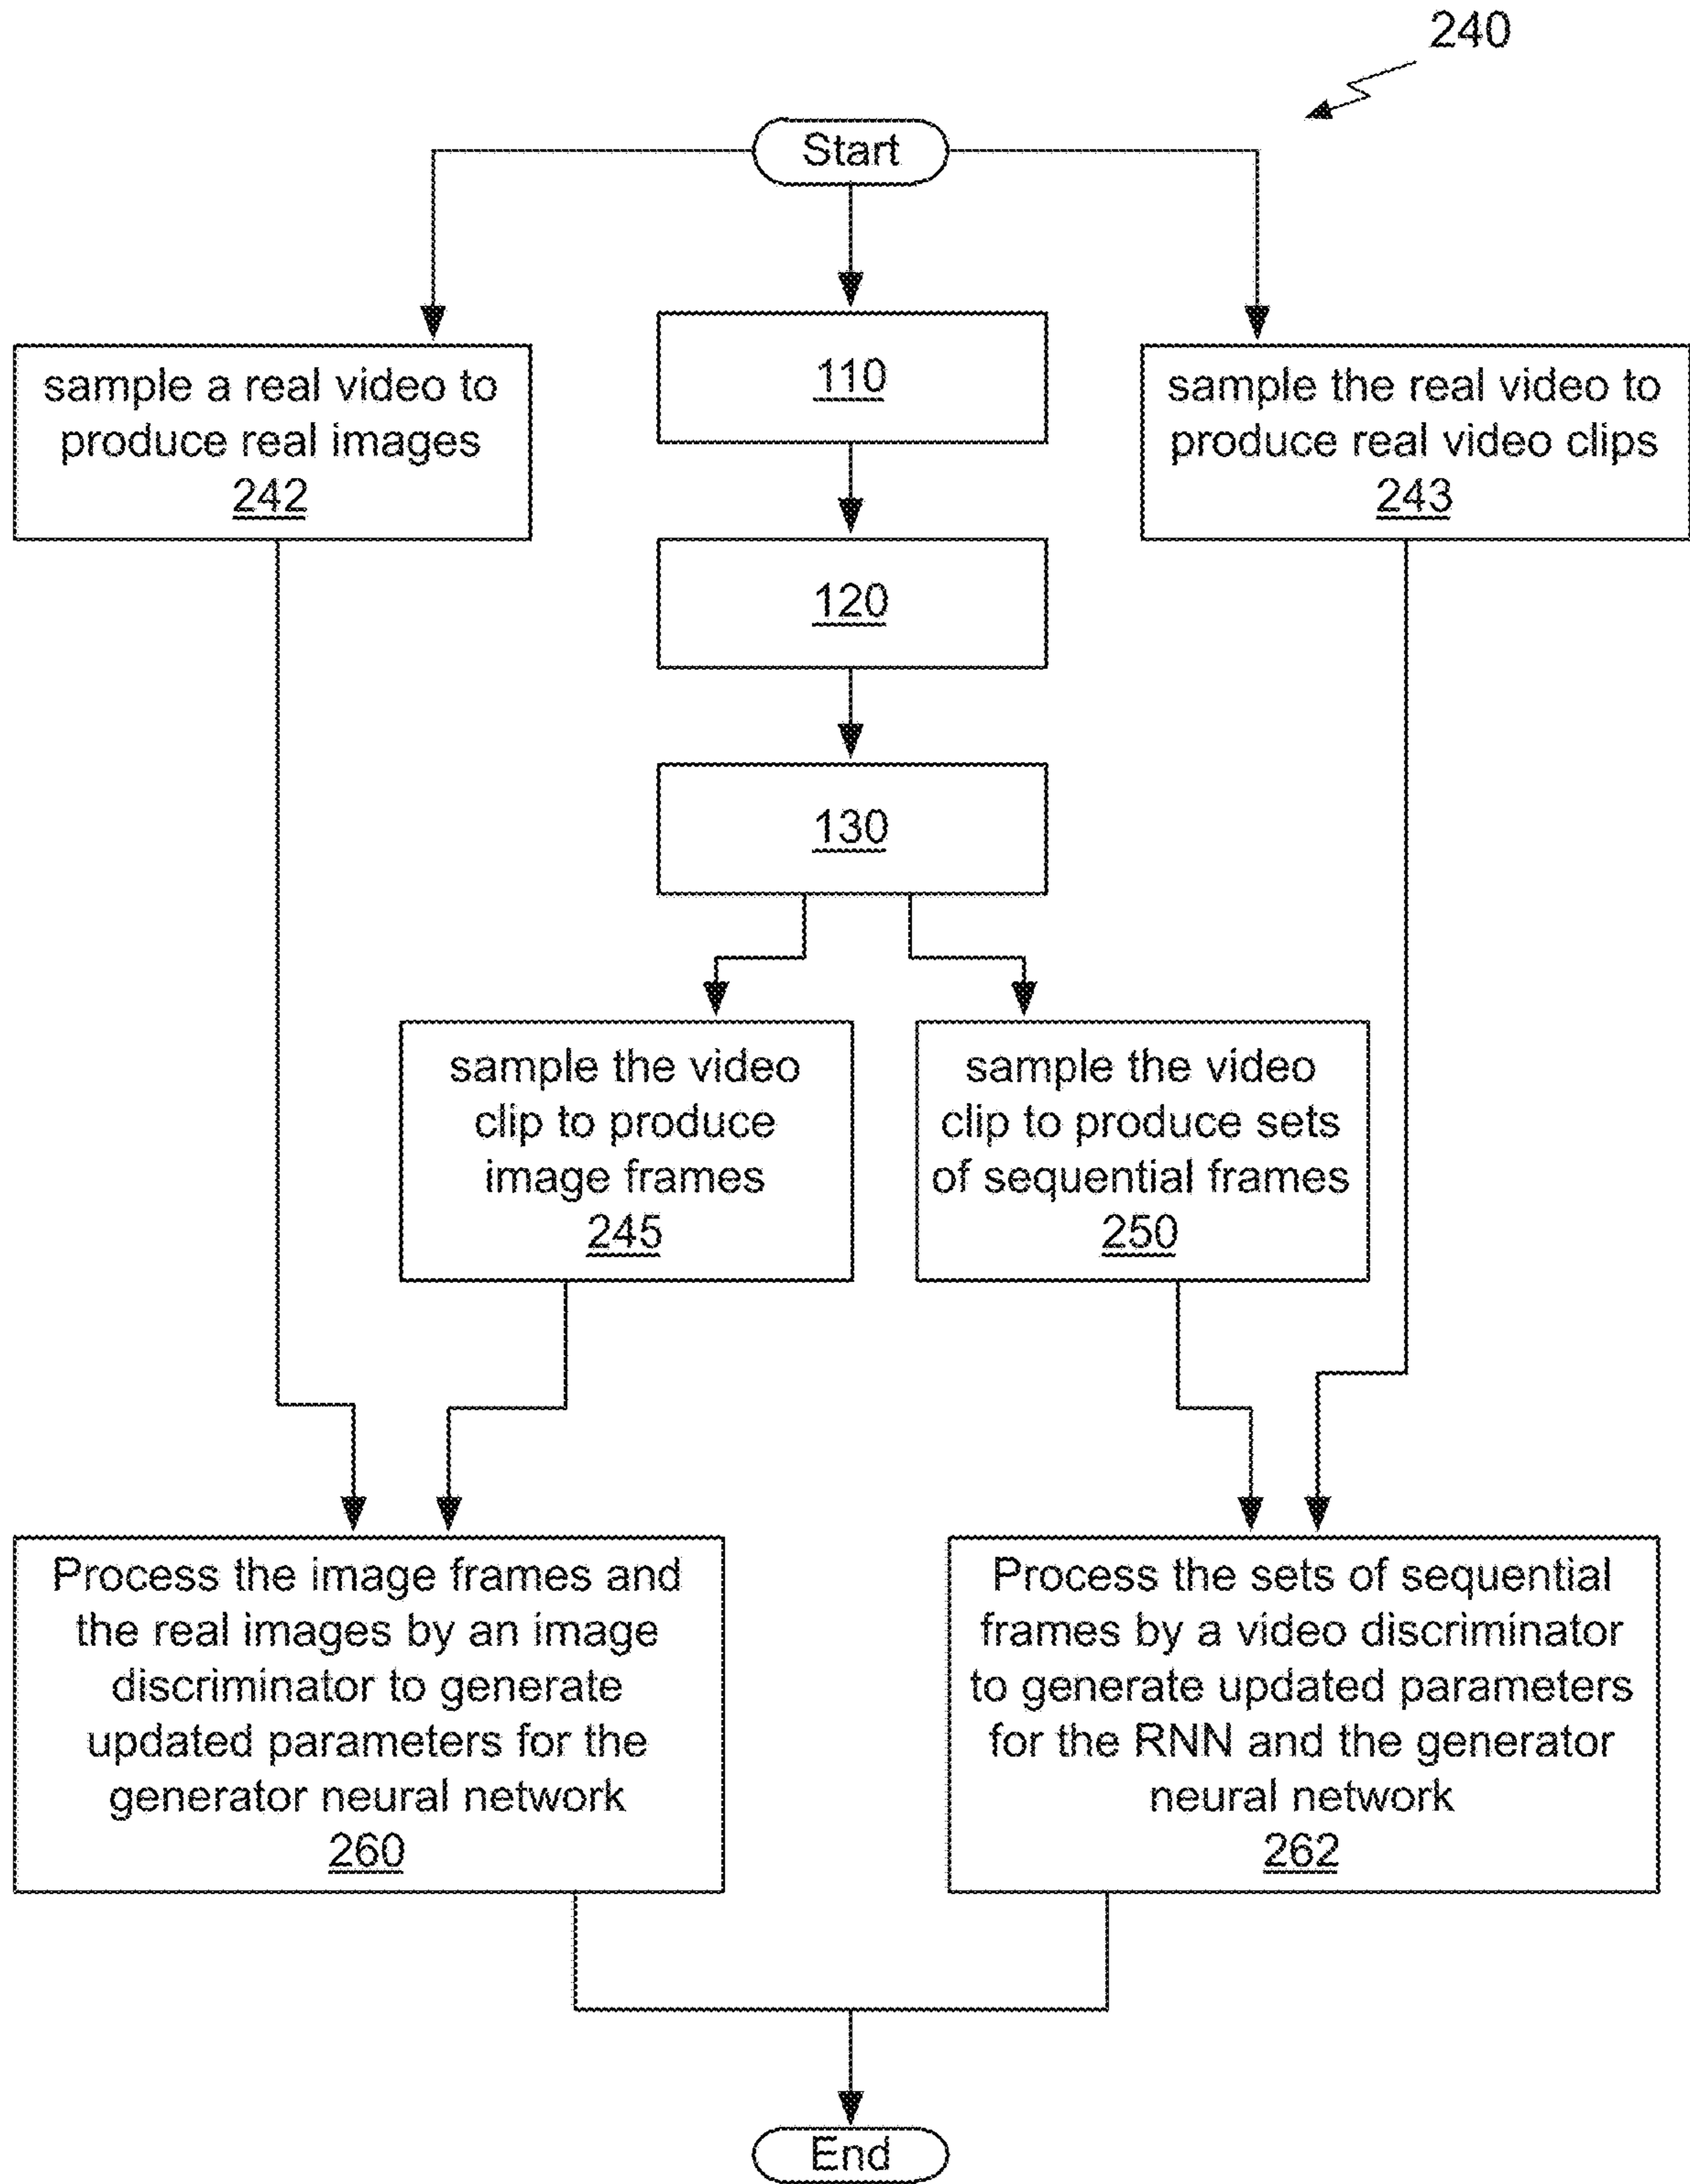 240
Start
sample a real video to
produce real images
242
110
sample the real video to
produce real video clips
243
120
130
sample the video
clip to produce
image frames
245
sample the video
clip to produce sets
of sequential frames
250
Process the image frames and
the real images by an image
discriminator to generate
updated parameters for the
generator neural network
260
Process the sets of sequential
frames by a video discriminator
to generate updated parameters
for the RNN and the generator
neural network
262
End